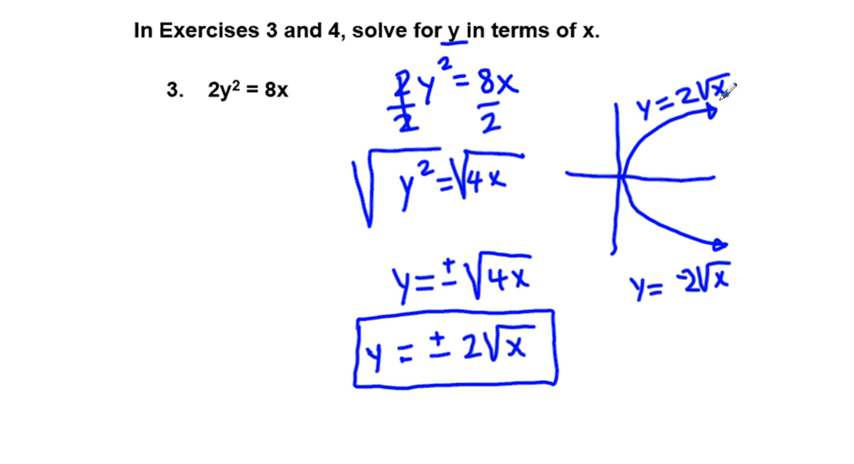 In Exercises 3 and 4, solve for y in terms of x.
3. 2y² = 8x
2y² = 8x
2 2
√y² = √4x
y = ± √4x
y = ± 2√x
y = 2√x
y = -2√x